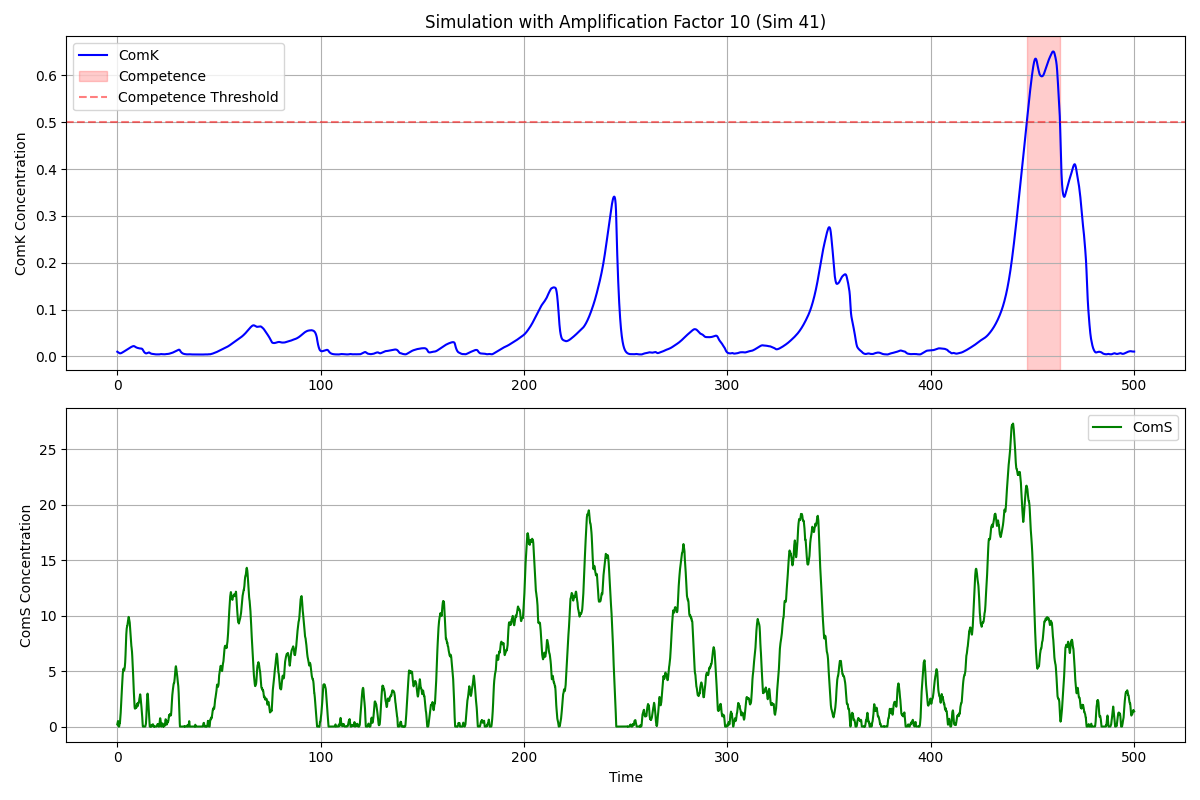 Simulation with Amplification Factor 10 (Sim 41)
ComK
Competence
Competence Threshold
ComK Concentration
0.6
0.5
0.4
0.3
0.2
0.1
0.0
0 100 200 300 400 500
ComS
ComS Concentration
25
20
15
10
5
0
0 100 200 300 400 500
Time